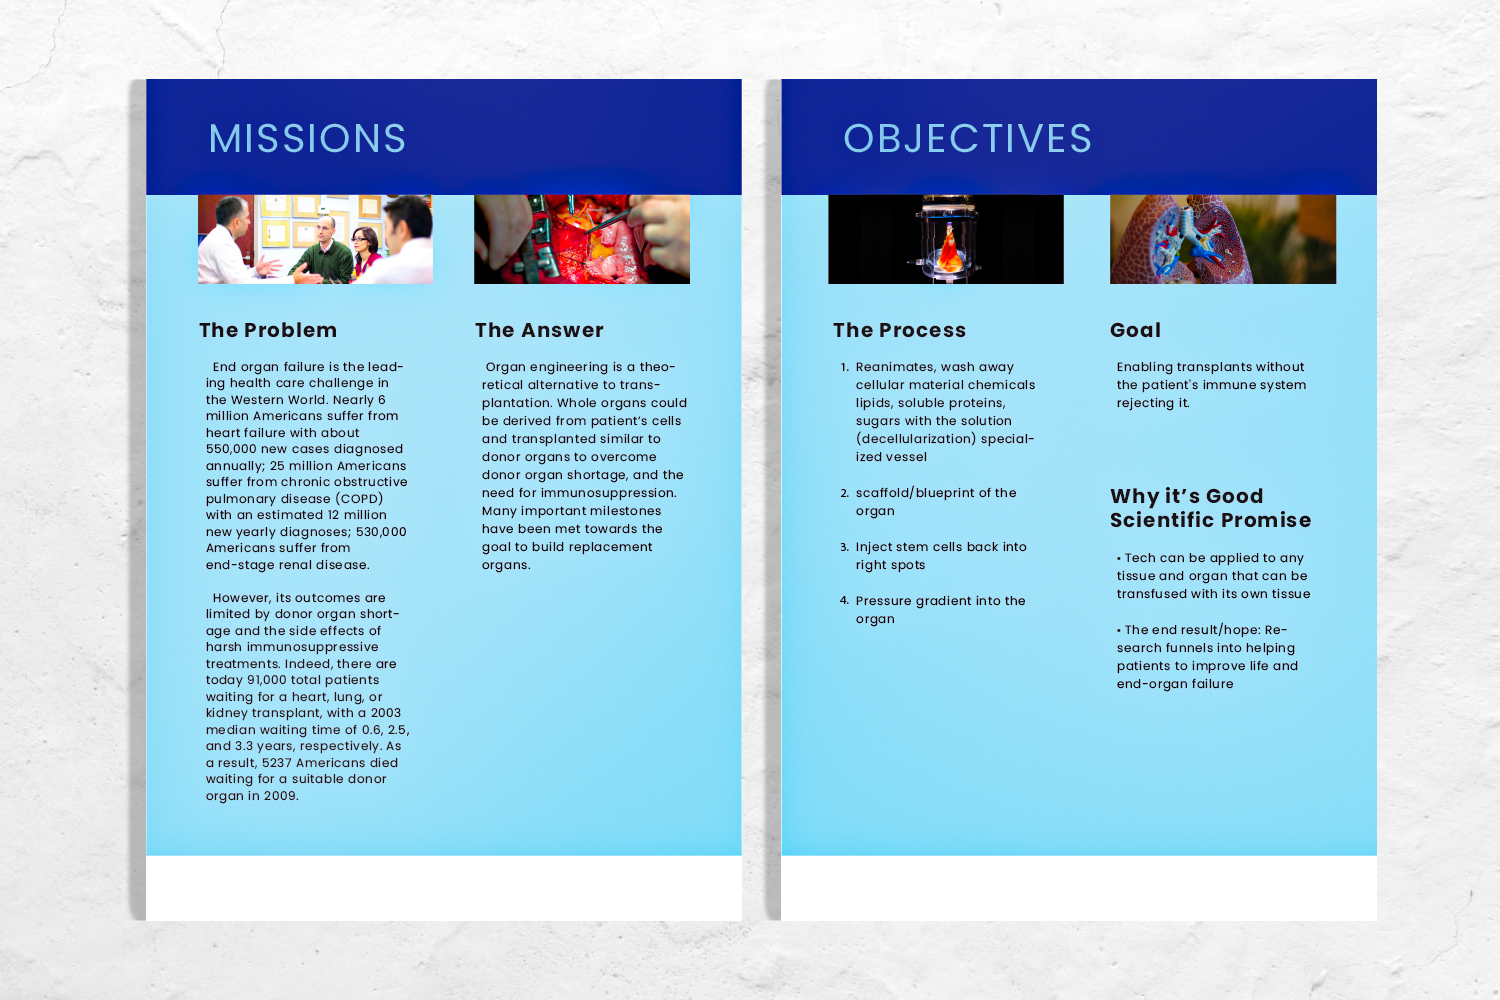 MISSIONS
The Problem
End organ failure is the lead-
ing health care challenge in
the Western World. Nearly 6
million Americans suffer from
heart failure with about
550,000 new cases diagnosed
annually; 25 million Americans
suffer from chronic obstructive
pulmonary disease (COPD)
with an estimated 12 million
new yearly diagnoses; 530,000
Americans suffer from
end-stage renal disease.
However, its outcomes are
limited by donor organ short-
age and the side effects of
harsh immunosuppressive
treatments. Indeed, there are
today 91,000 total patients
waiting for a heart, lung, or
kidney transplant, with a 2003
median waiting time of 0.6, 2.5,
and 3.3 years, respectively. As
a result, 5237 Americans died
waiting for a suitable donor
organ in 2009.
The Answer
Organ engineering is a theo-
retical alternative to trans-
plantation. Whole organs could
be derived from patient’s cells
and transplanted similar to
donor organs to overcome
donor organ shortage, and the
need for immunosuppression.
Many important milestones
have been met towards the
goal to build replacement
organs.
OBJECTIVES
The Process
1. Reanimates, wash away
cellular material chemicals
lipids, soluble proteins,
sugars with the solution
(decellularization) special-
ized vessel
2. scaffold/blueprint of the
organ
3. Inject stem cells back into
right spots
4. Pressure gradient into the
organ
Goal
Enabling transplants without
the patient's immune system
rejecting it.
Why it’s Good
Scientific Promise
• Tech can be applied to any
tissue and organ that can be
transfused with its own tissue
• The end result/hope: Re-
search funnels into helping
patients to improve life and
end-organ failure